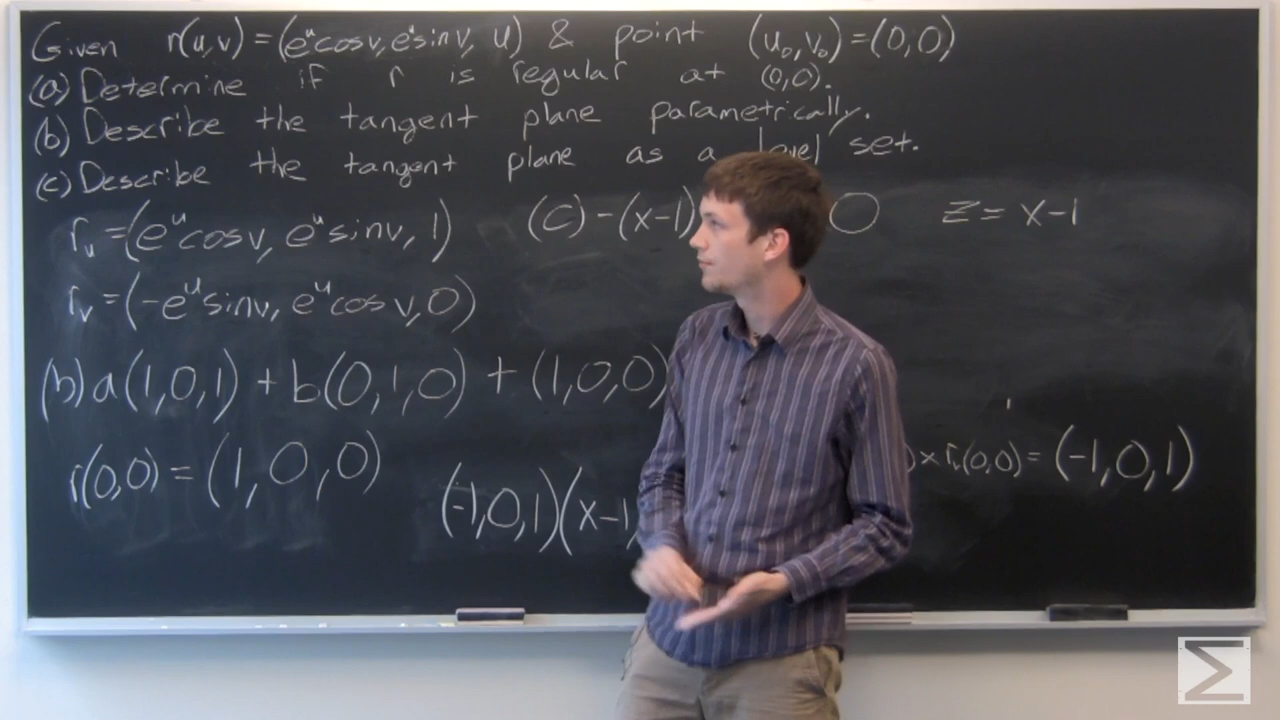 Given r(u,v) = (e^u cos v, e^u sin v, u) & point (u₀,v₀) = (0,0)
(a) Determine if r is regular at (0,0).
(b) Describe the tangent plane parametrically.
(c) Describe the tangent plane as a level set.
r_u = (e^u cos v, e^u sin v, 1)
(c) -(x-1) 0 z = x-1
r_v = (-e^u sin v, e^u cos v, 0)
(b) a(1,0,1) + b(0,1,0) + (1,0,0)
r(0,0) = (1,0,0)
) × r_v(0,0) = (-1,0,1)
(-1,0,1)(x-1,
Σ